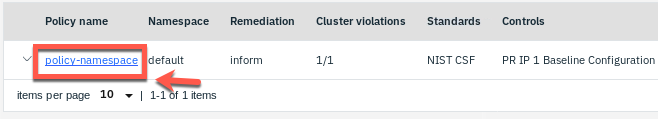 Policy name Namespace Remediation Cluster violations Standards Controls
policy-namespace default inform 1/1 NIST CSF PR IP 1 Baseline Configuration
items per page 10 | 1-1 of 1 items